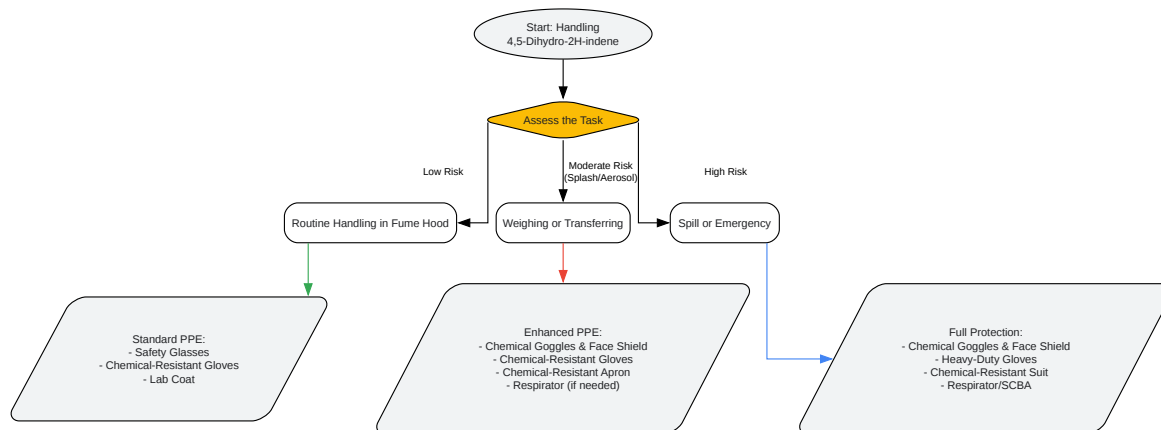 Start: Handling
4,5-Dihydro-2H-indene
Assess the Task
Low Risk
Moderate Risk
(Splash/Aerosol)
High Risk
Routine Handling in Fume Hood
Weighing or Transferring
Spill or Emergency
Standard PPE:
- Safety Glasses
- Chemical-Resistant Gloves
- Lab Coat
Enhanced PPE:
- Chemical Goggles & Face Shield
- Chemical-Resistant Gloves
- Chemical-Resistant Apron
- Respirator (if needed)
Full Protection:
- Chemical Goggles & Face Shield
- Heavy-Duty Gloves
- Chemical-Resistant Suit
- Respirator/SCBA